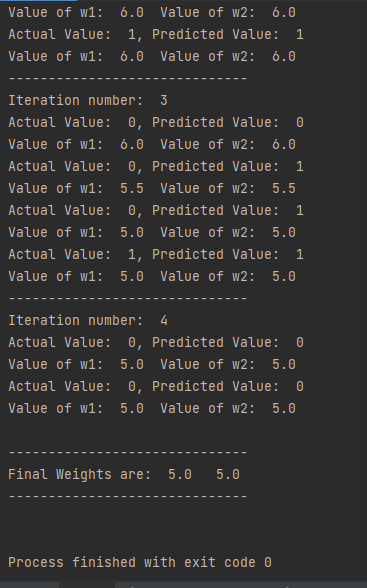 Value of w1:  6.0  Value of w2:  6.0
Actual Value:  1, Predicted Value:  1
Value of w1:  6.0  Value of w2:  6.0
------------------------------
Iteration number:  3
Actual Value:  0, Predicted Value:  0
Value of w1:  6.0  Value of w2:  6.0
Actual Value:  0, Predicted Value:  1
Value of w1:  5.5  Value of w2:  5.5
Actual Value:  0, Predicted Value:  1
Value of w1:  5.0  Value of w2:  5.0
Actual Value:  1, Predicted Value:  1
Value of w1:  5.0  Value of w2:  5.0
------------------------------
Iteration number:  4
Actual Value:  0, Predicted Value:  0
Value of w1:  5.0  Value of w2:  5.0
Actual Value:  0, Predicted Value:  0
Value of w1:  5.0  Value of w2:  5.0
------------------------------
Final Weights are:  5.0   5.0
------------------------------
Process finished with exit code 0